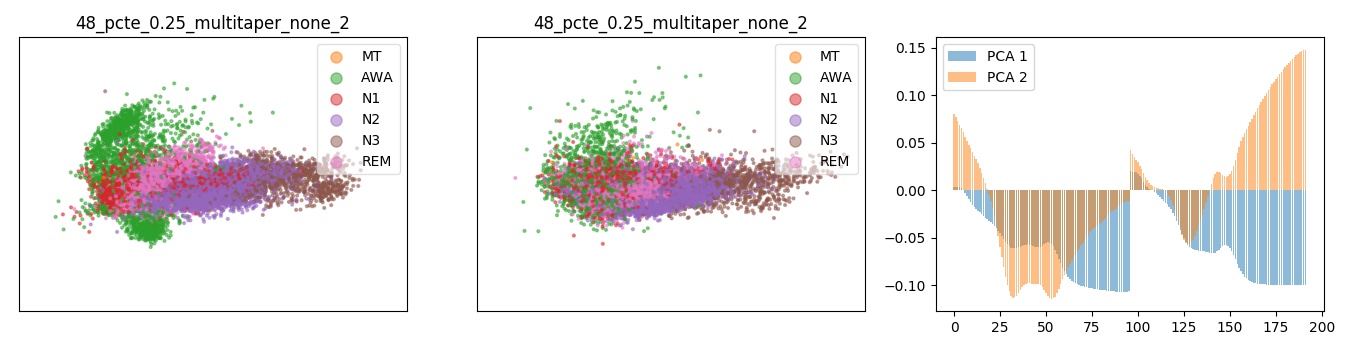 48_pcte_0.25_multitaper_none_2
MT
AWA
N1
N2
N3
REM
48_pcte_0.25_multitaper_none_2
MT
AWA
N1
N2
N3
REM
PCA 1
PCA 2
0.15
0.10
0.05
0.00
−0.05
−0.10
0 25 50 75 100 125 150 175 200